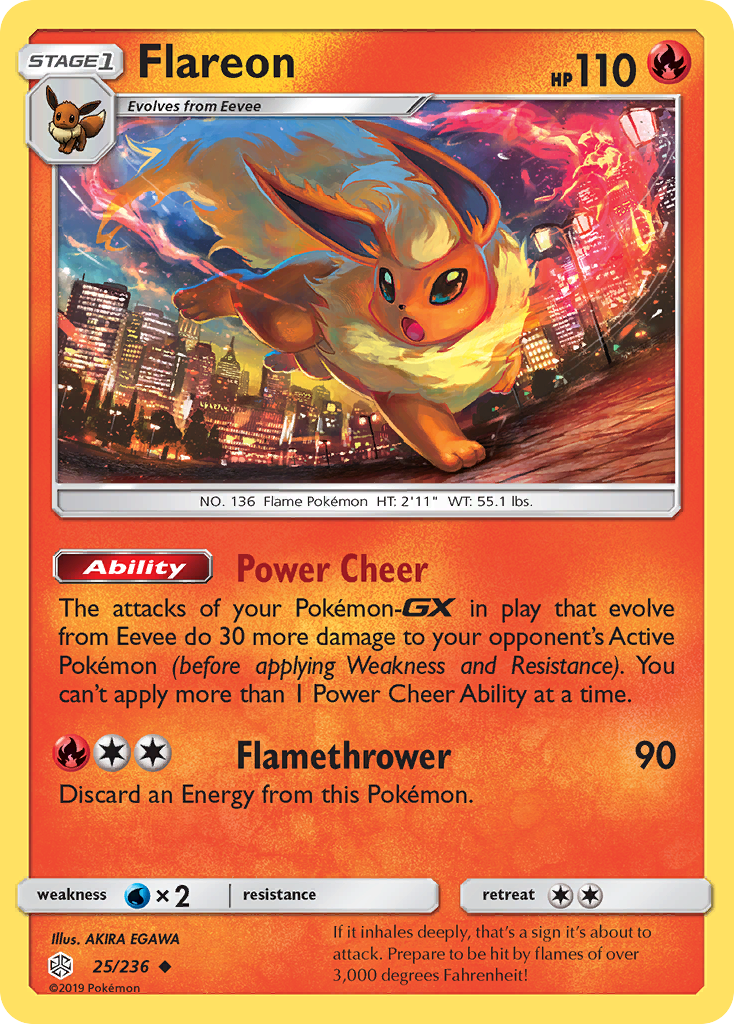 STAGE1 Flareon HP110
Evolves from Eevee
NO. 136 Flame Pokémon HT: 2'11" WT: 55.1 lbs.
Ability Power Cheer
The attacks of your Pokémon-GX in play that evolve
from Eevee do 30 more damage to your opponent's Active
Pokémon (before applying Weakness and Resistance). You
can't apply more than 1 Power Cheer Ability at a time.
Flamethrower 90
Discard an Energy from this Pokémon.
weakness ×2 resistance retreat
Illus. AKIRA EGAWA
25/236
©2019 Pokémon
If it inhales deeply, that's a sign it's about to
attack. Prepare to be hit by flames of over
3,000 degrees Fahrenheit!